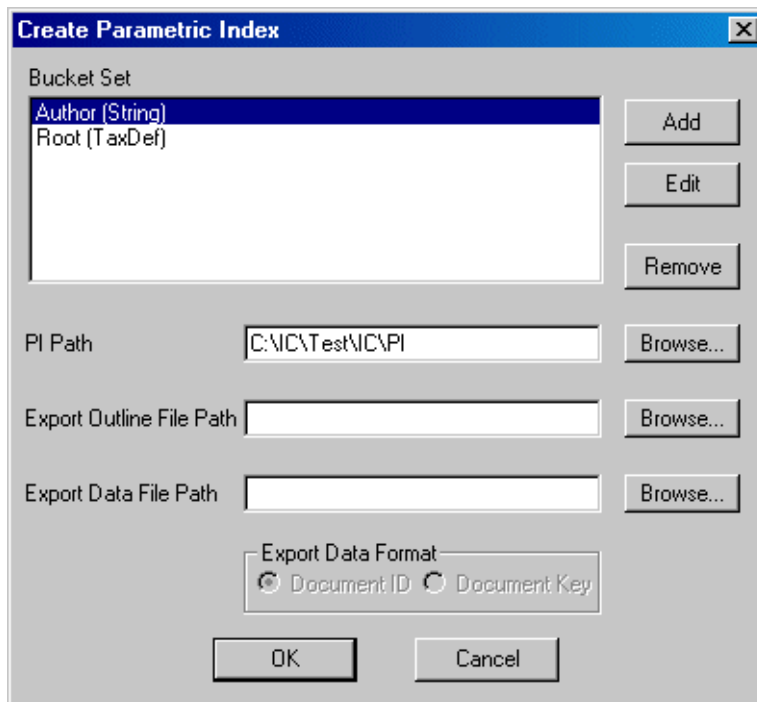 Create Parametric Index
Bucket Set
Author (String)
Root (TaxDef)
Add
Edit
Remove
PI Path
C:\IC\Test\IC\PI
Browse...
Export Outline File Path
Browse...
Export Data File Path
Browse...
Export Data Format
Document ID
Document Key
OK
Cancel